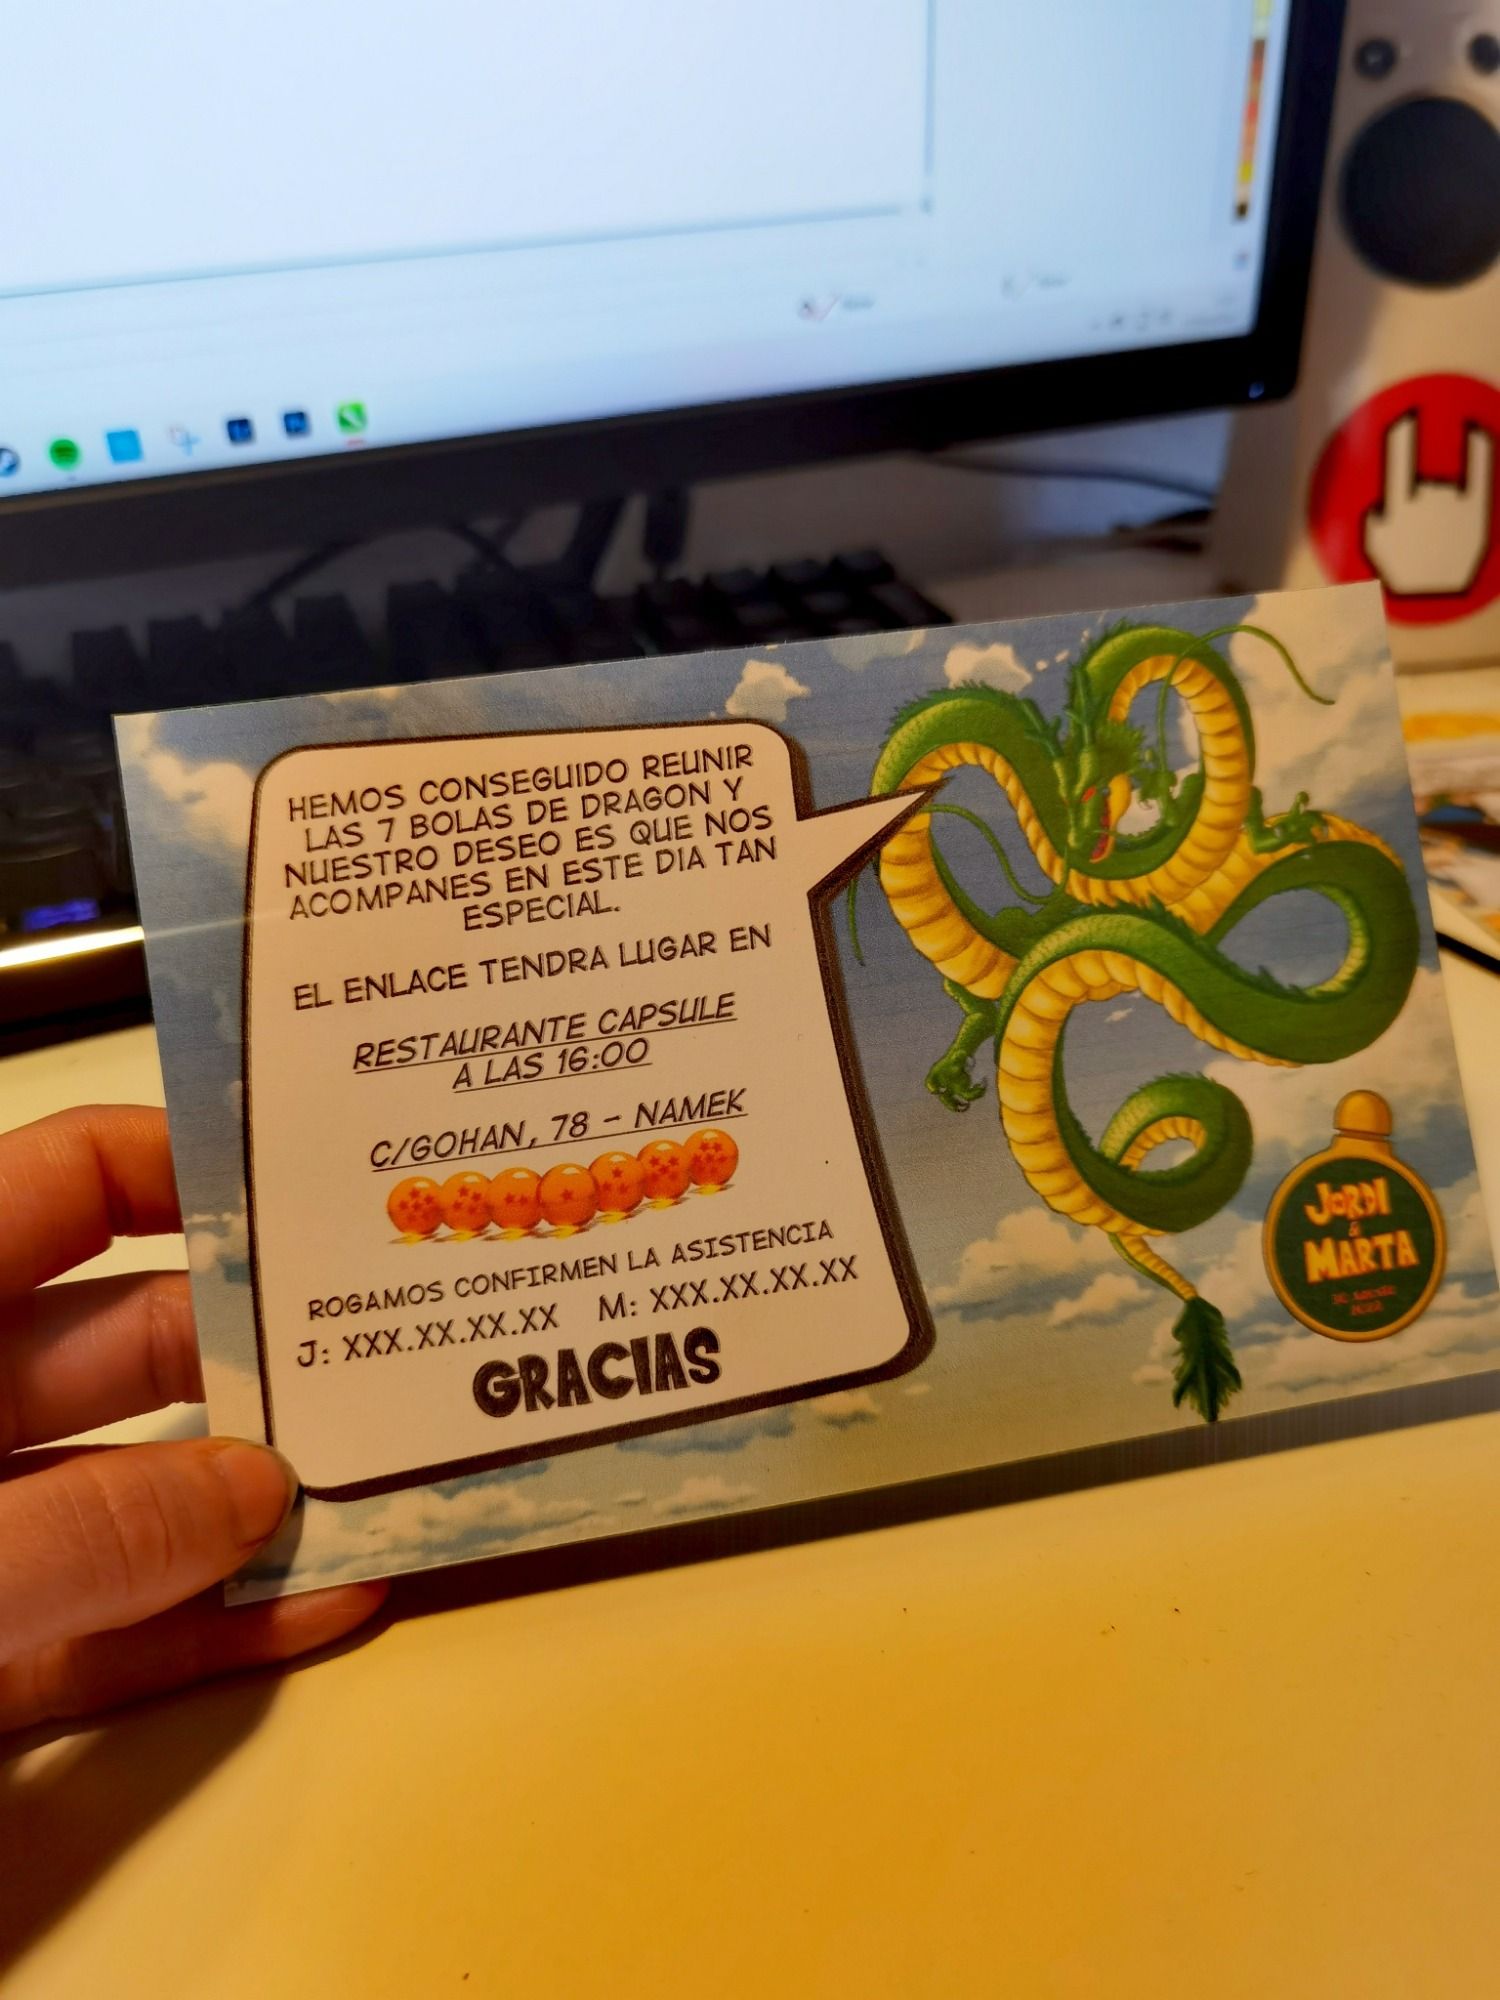 HEMOS CONSEGUIDO REUNIR
LAS 7 BOLAS DE DRAGON Y
NUESTRO DESEO ES QUE NOS
ACOMPANES EN ESTE DIA TAN
ESPECIAL.
EL ENLACE TENDRA LUGAR EN
RESTAURANTE CAPSULE
A LAS 16:00
C/GOHAN, 78 - NAMEK
ROGAMOS CONFIRMEN LA ASISTENCIA
J: XXX.XX.XX.XX M: XXX.XX.XX.XX
GRACIAS
JORDI
&
MARTA
2022